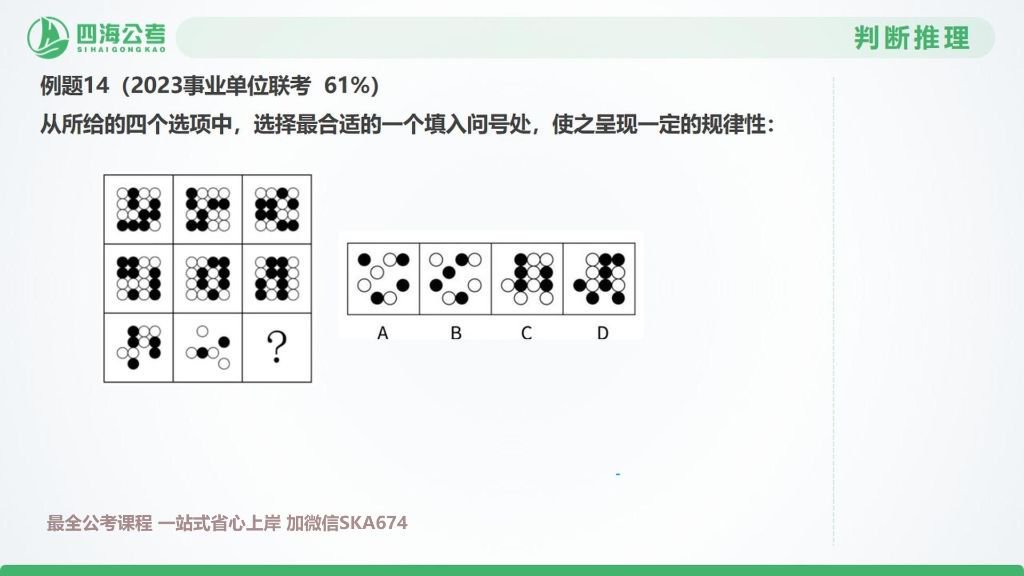 四海公考
SIHAIGONGKAO
判断推理
例题14（2023事业单位联考 61%）
从所给的四个选项中，选择最合适的一个填入问号处，使之呈现一定的规律性：
?
A B C D
最全公考课程 一站式省心上岸 加微信SKA674